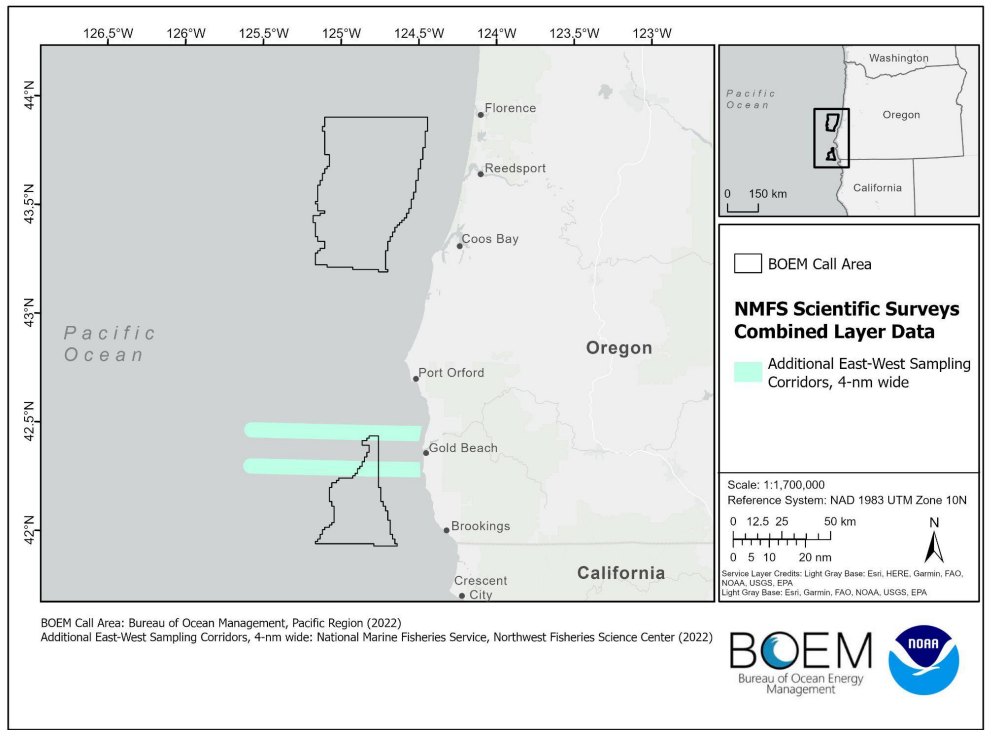 126.5°W 126°W 125.5°W 125°W 124.5°W 124°W 123.5°W 123°W
44°N
43.5°N
43°N
42.5°N
42°N
Florence
Reedsport
Coos Bay
Pacific
Ocean
Oregon
Port Orford
Gold Beach
Brookings
California
Crescent
City
Washington
Pacific
Ocean
Oregon
California
0 150 km
BOEM Call Area
NMFS Scientific Surveys
Combined Layer Data
Additional East-West Sampling
Corridors, 4-nm wide
Scale: 1:1,700,000
Reference System: NAD 1983 UTM Zone 10N
0 12.5 25 50 km
N
0 5 10 20 nm
Service Layer Credits: Light Gray Base: Esri, HERE, Garmin, FAO,
NOAA, USGS, EPA
Light Gray Base: Esri, Garmin, FAO, NOAA, USGS, EPA
BOEM Call Area: Bureau of Ocean Management, Pacific Region (2022)
Additional East-West Sampling Corridors, 4-nm wide: National Marine Fisheries Service, Northwest Fisheries Science Center (2022)
BOEM
Bureau of Ocean Energy
Management
NOAA